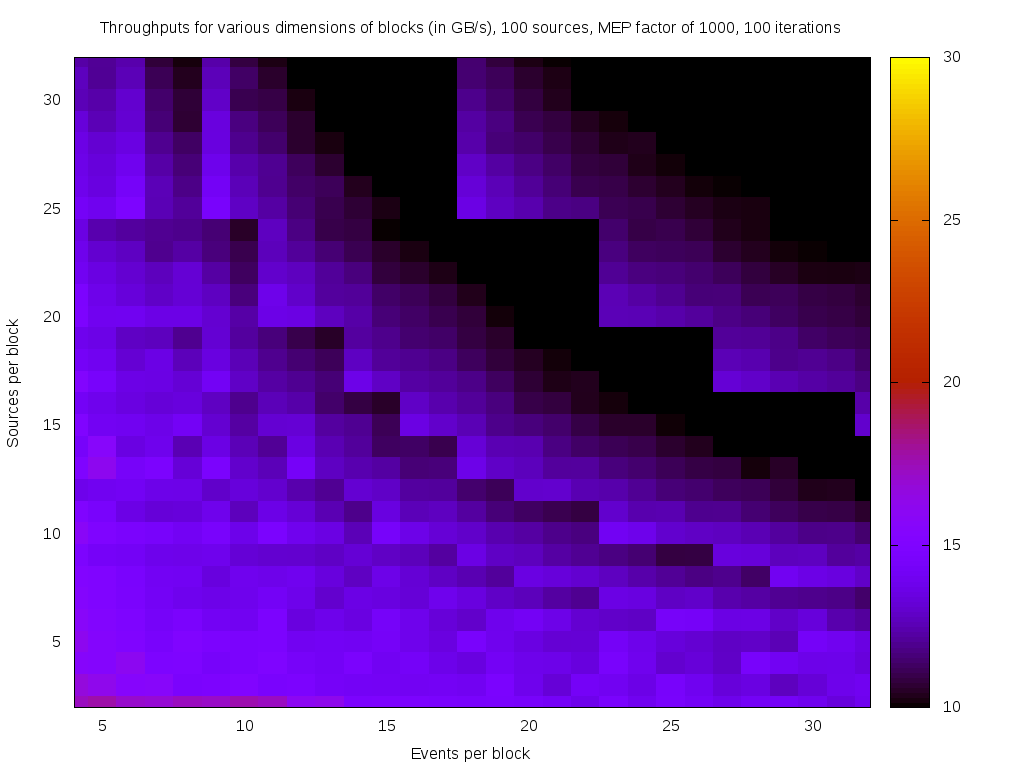 Throughputs for various dimensions of blocks (in GB/s), 100 sources, MEP factor of 1000, 100 iterations
30
25
20
15
10
5
Sources per block
5 10 15 20 25 30
Events per block
30
25
20
15
10